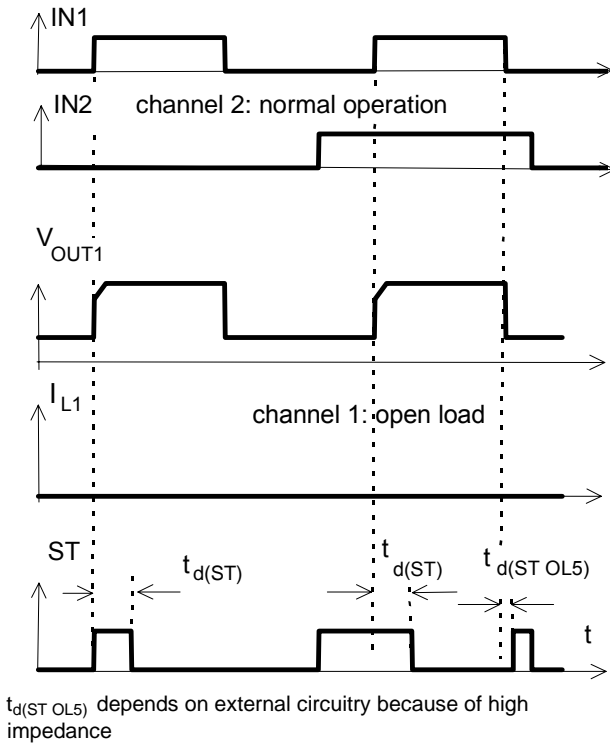 IN1
IN2
channel 2: normal operation
VOUT1
IL1
channel 1: open load
ST
td(ST)
td(ST)
td(ST OL5)
t
td(ST OL5) depends on external circuitry because of high
impedance